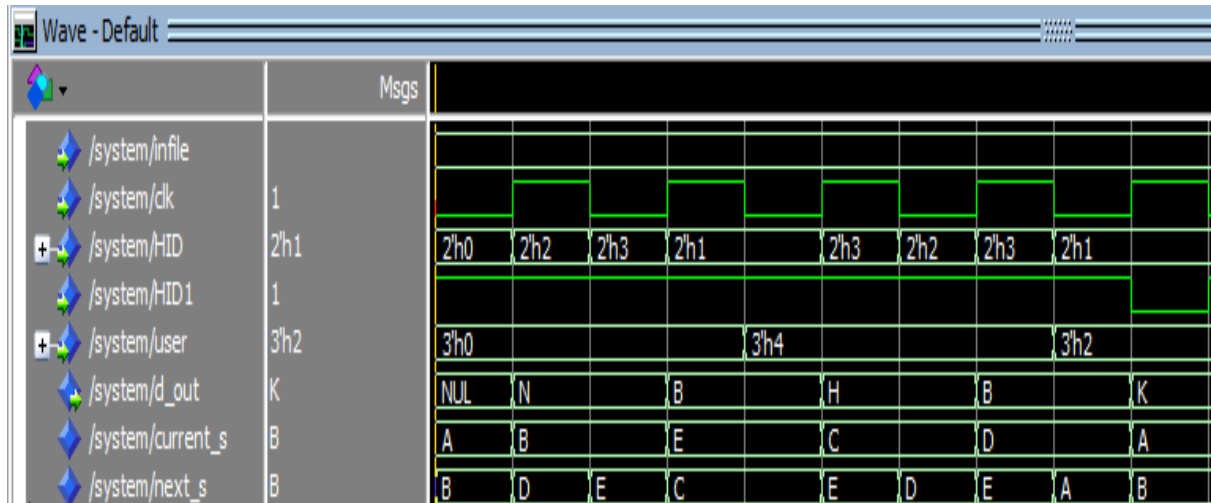 Wave - Default
Msgs
/system/infile
/system/clk 1
/system/HID 2'h1 2'h0 2'h2 2'h3 2'h1 2'h3 2'h2 2'h3 2'h1
/system/HID1 1
/system/user 3'h2 3'h0 3'h4 3'h2
/system/d_out K NUL N B H B K
/system/current_s B A B E C D A
/system/next_s B B D E C E D E A B